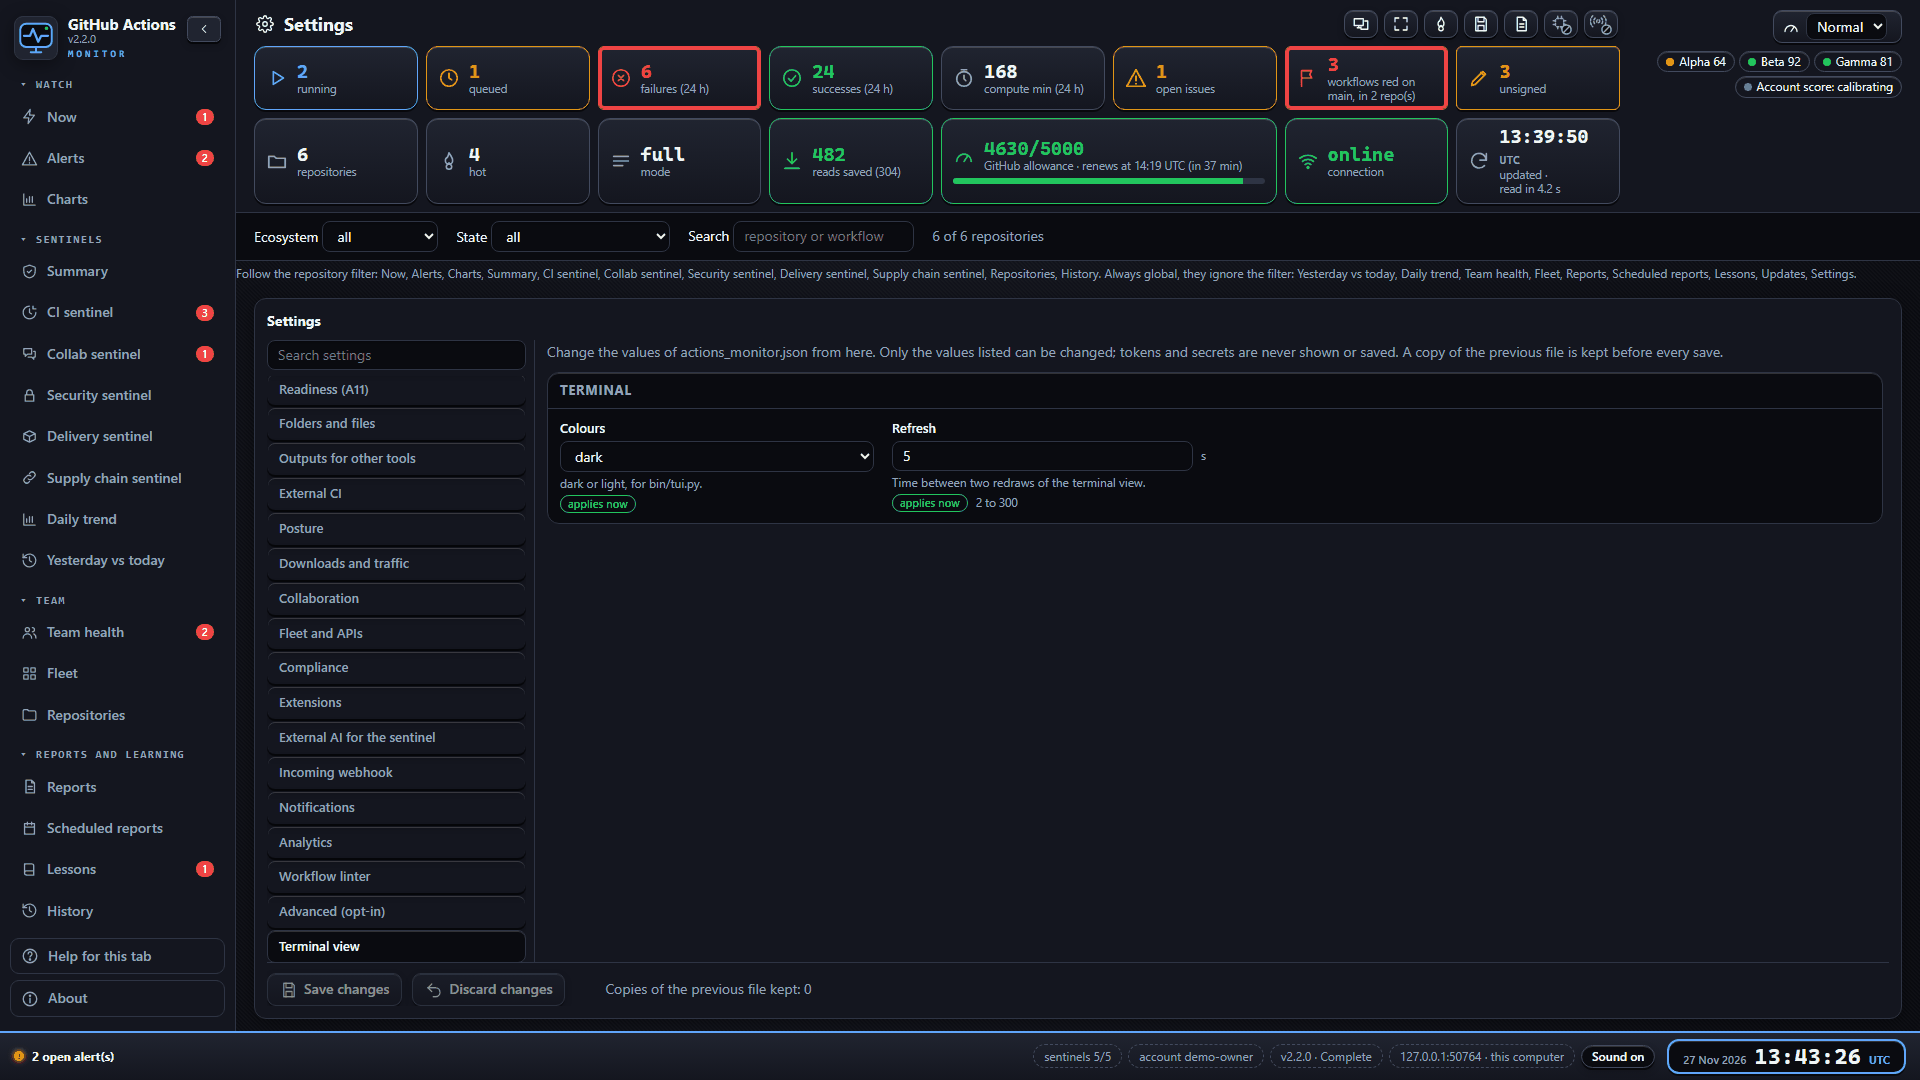 GitHub Actions
v2.2.0
MONITOR
WATCH
Now 1
Alerts 2
Charts
SENTINELS
Summary
CI sentinel 3
Collab sentinel 1
Security sentinel
Delivery sentinel
Supply chain sentinel
Daily trend
Yesterday vs today
TEAM
Team health 2
Fleet
Repositories
REPORTS AND LEARNING
Reports
Scheduled reports
Lessons 1
History
Help for this tab
About
Settings
Normal
2
running
1
queued
6
failures (24 h)
24
successes (24 h)
168
compute min (24 h)
1
open issues
3
workflows red on
main, in 2 repo(s)
3
unsigned
Alpha 64
Beta 92
Gamma 81
Account score: calibrating
6
repositories
4
hot
full
mode
482
reads saved (304)
4630/5000
GitHub allowance · renews at 14:19 UTC (in 37 min)
online
connection
13:39:50
UTC
updated ·
read in 4.2 s
Ecosystem all State all Search repository or workflow 6 of 6 repositories
Follow the repository filter: Now, Alerts, Charts, Summary, CI sentinel, Collab sentinel, Security sentinel, Delivery sentinel, Supply chain sentinel, Repositories, History. Always global, they ignore the filter: Yesterday vs today, Daily trend, Team health, Fleet, Reports, Scheduled reports, Lessons, Updates, Settings.
Settings
Search settings
Readiness (A11)
Folders and files
Outputs for other tools
External CI
Posture
Downloads and traffic
Collaboration
Fleet and APIs
Compliance
Extensions
External AI for the sentinel
Incoming webhook
Notifications
Analytics
Workflow linter
Advanced (opt-in)
Terminal view
Change the values of actions_monitor.json from here. Only the values listed can be changed; tokens and secrets are never shown or saved. A copy of the previous file is kept before every save.
TERMINAL
Colours
dark
dark or light, for bin/tui.py.
applies now
Refresh
5 s
Time between two redraws of the terminal view.
applies now 2 to 300
Save changes
Discard changes
Copies of the previous file kept: 0
2 open alert(s)
sentinels 5/5
account demo-owner
v2.2.0 · Complete
127.0.0.1:50764 · this computer
Sound on
27 Nov 2026 13:43:26 UTC